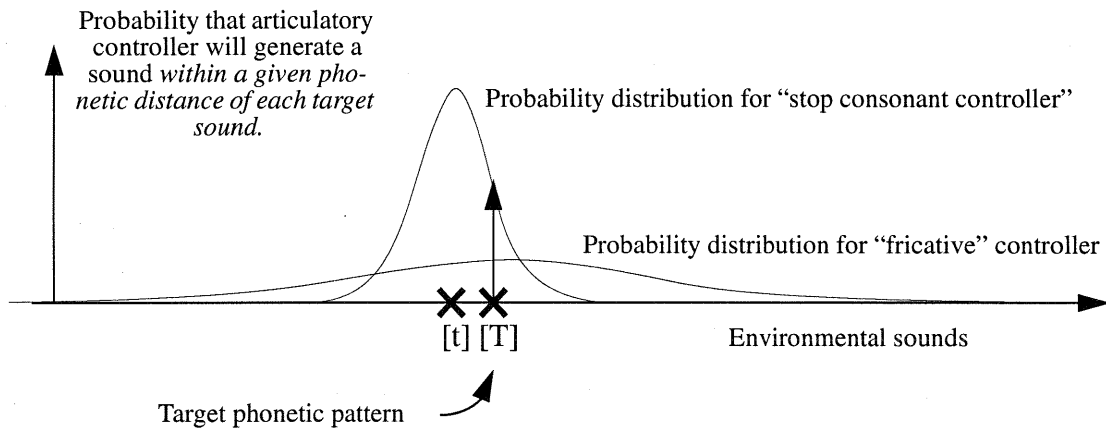 Probability that articulatory
controller will generate a
sound within a given pho-
netic distance of each target
sound.
Probability distribution for “stop consonant controller”
Probability distribution for “fricative” controller
[t] [T]
Environmental sounds
Target phonetic pattern